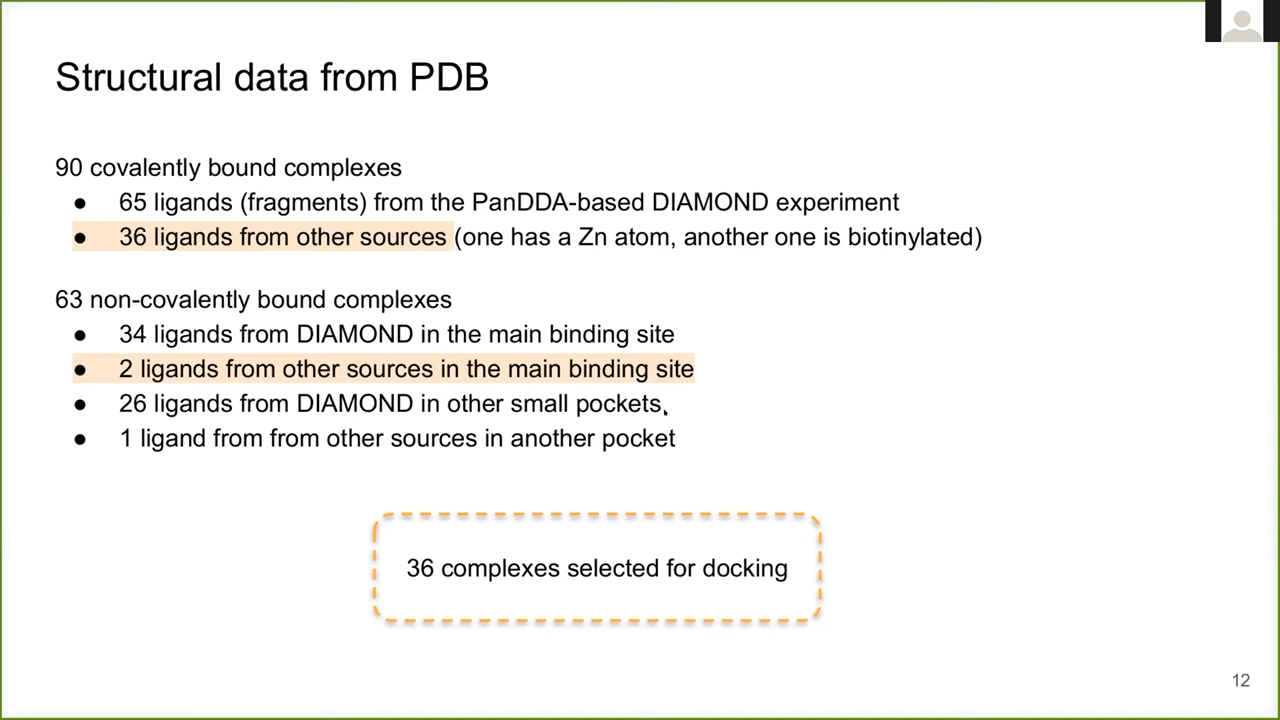 Structural data from PDB
90 covalently bound complexes
● 65 ligands (fragments) from the PanDDA-based DIAMOND experiment
● 36 ligands from other sources (one has a Zn atom, another one is biotinylated)
63 non-covalently bound complexes
● 34 ligands from DIAMOND in the main binding site
● 2 ligands from other sources in the main binding site
● 26 ligands from DIAMOND in other small pockets
● 1 ligand from from other sources in another pocket
36 complexes selected for docking
12